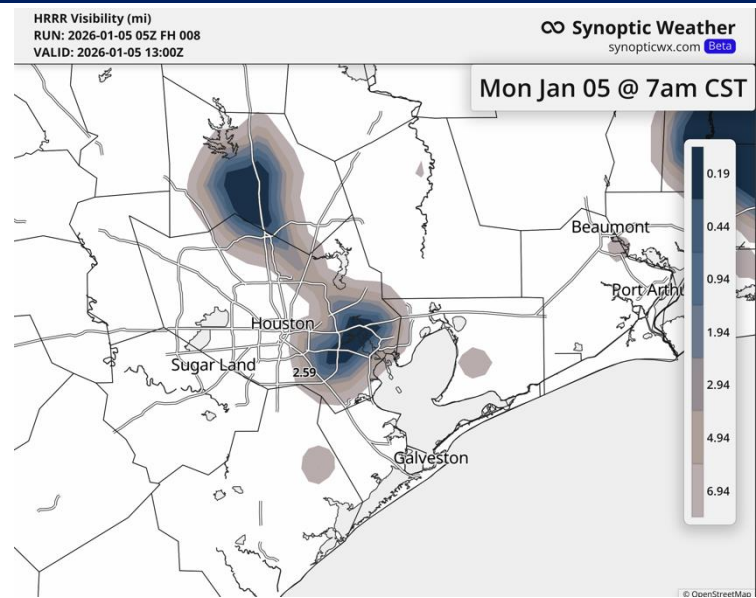 HRRR Visibility (mi)
RUN: 2026-01-05 05Z FH 008
VALID: 2026-01-05 13:00Z
Synoptic Weather
synopticwx.com Beta
Mon Jan 05 @ 7am CST
0.19
0.44
0.94
1.94
2.94
4.94
6.94
Beaumont
Port Arthu
Houston
Sugar Land
2.59
Galveston
© OpenStreetMap